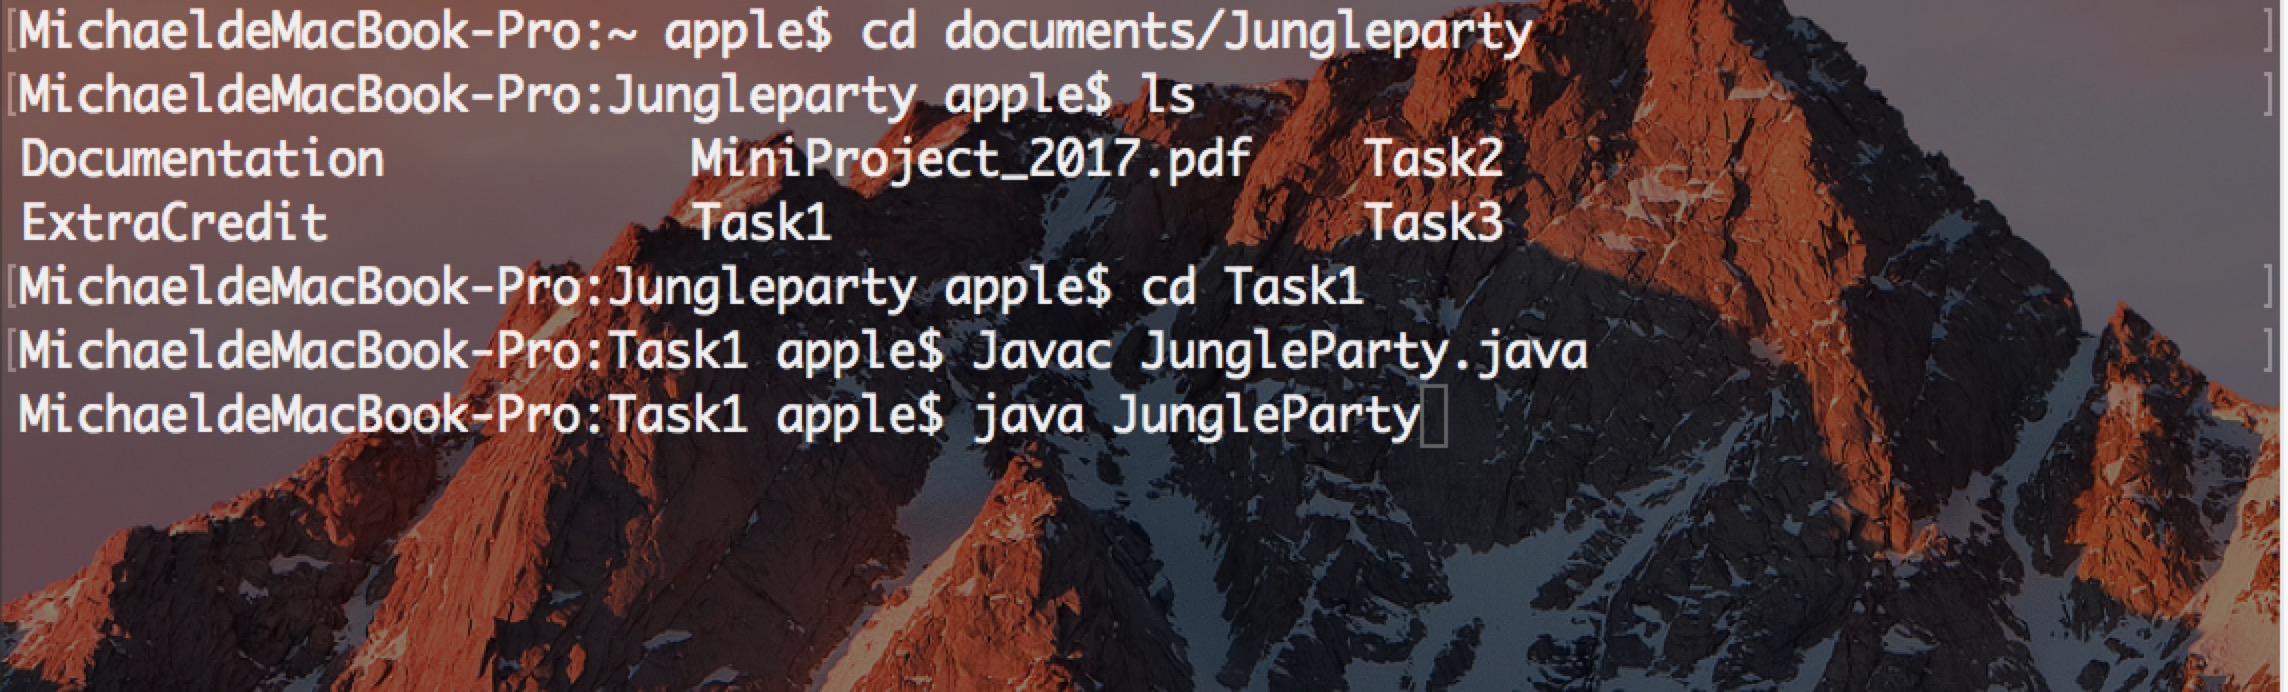 [MichaeldeMacBook-Pro:~ apple$ cd documents/Jungleparty ]
[MichaeldeMacBook-Pro:Jungleparty apple$ ls ]
Documentation MiniProject_2017.pdf Task2
ExtraCredit Task1 Task3
[MichaeldeMacBook-Pro:Jungleparty apple$ cd Task1 ]
[MichaeldeMacBook-Pro:Task1 apple$ Javac JungleParty.java ]
MichaeldeMacBook-Pro:Task1 apple$ java JungleParty